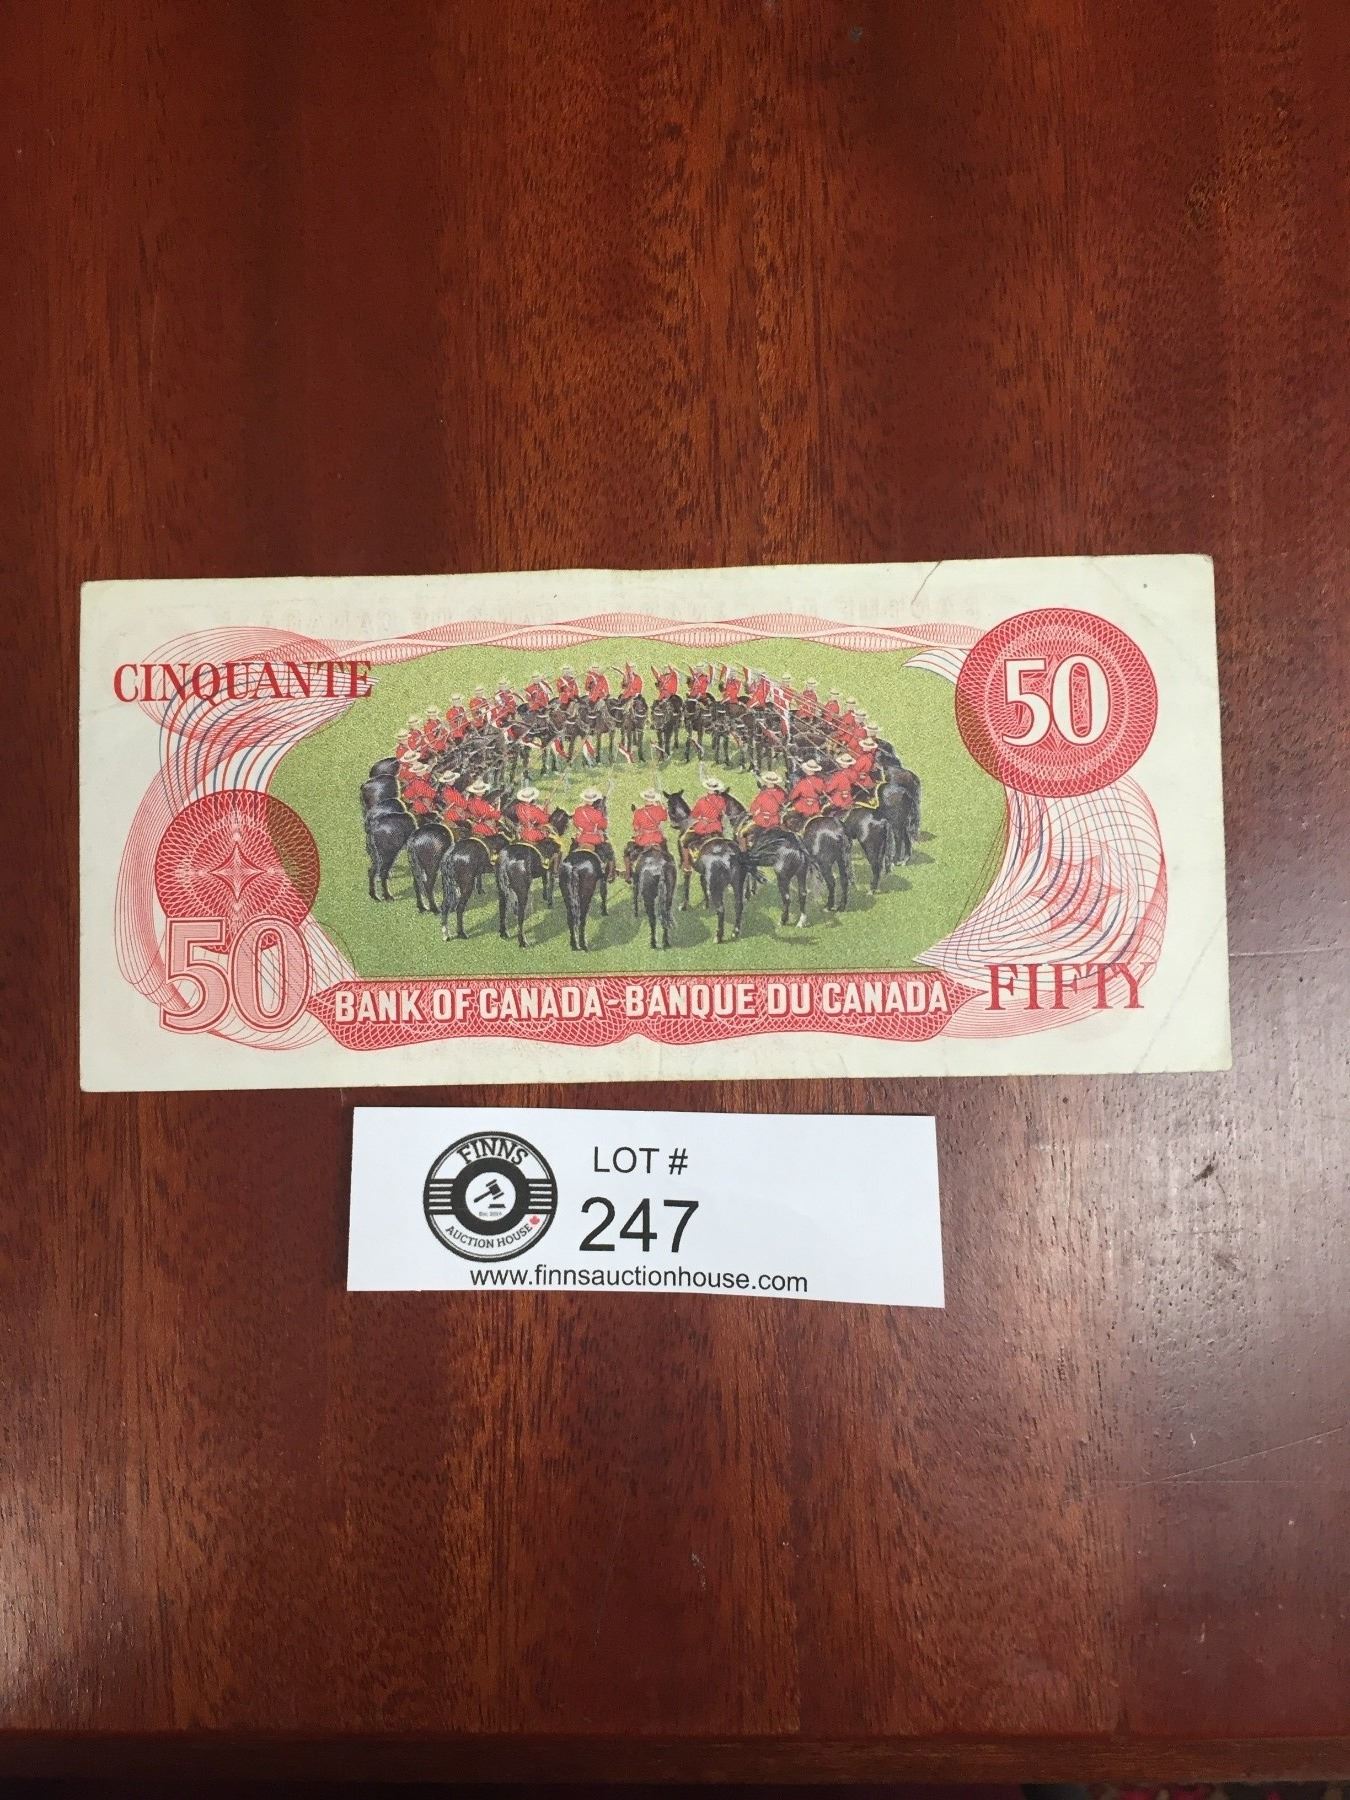 CINQUANTE
50
50
BANK OF CANADA-BANQUE DU CANADA
FIFTY
FINNS
AUCTION HOUSE
LOT #
247
www.finnsauctionhouse.com